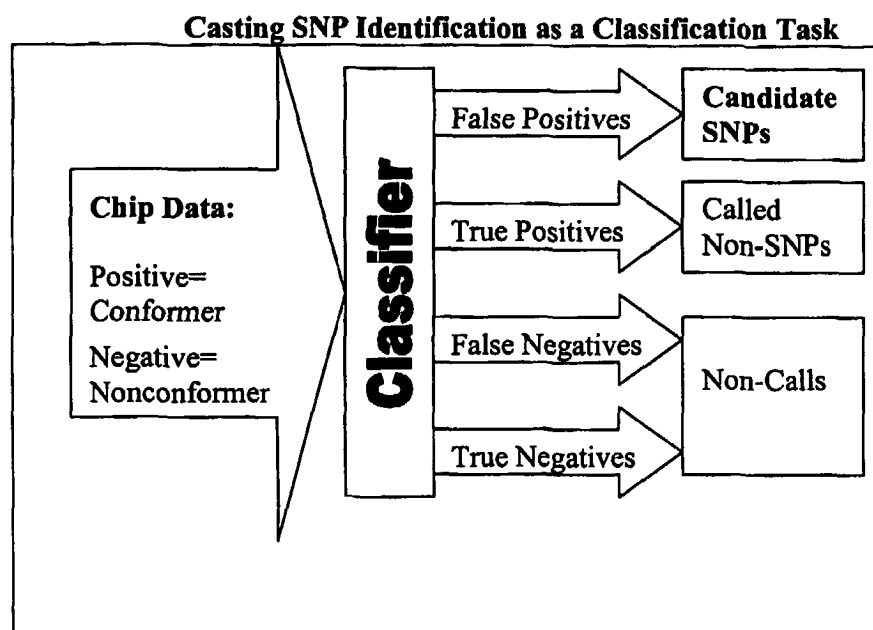 Casting SNP Identification as a Classification Task
Chip Data:
Positive=
Conformer
Negative=
Nonconformer
Classifier
False Positives
True Positives
False Negatives
True Negatives
Candidate
SNPs
Called
Non-SNPs
Non-Calls